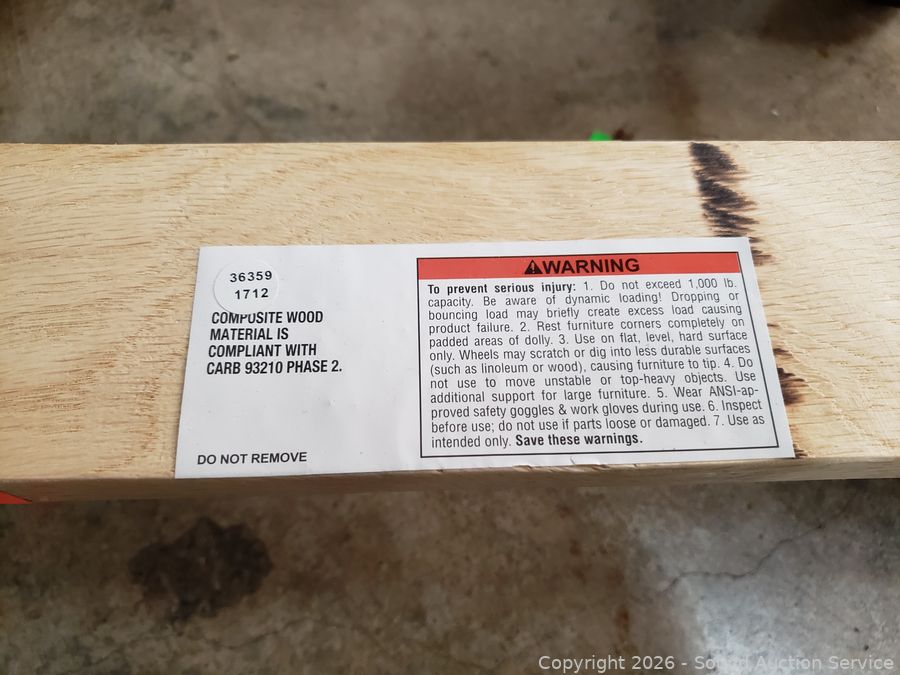 36359
1712
COMPOSITE WOOD
MATERIAL IS
COMPLIANT WITH
CARB 93210 PHASE 2.
DO NOT REMOVE
WARNING
To prevent serious injury: 1. Do not exceed 1,000 lb.
capacity. Be aware of dynamic loading! Dropping or
bouncing load may briefly create excess load causing
product failure. 2. Rest furniture corners completely on
padded areas of dolly. 3. Use on flat, level, hard surface
only. Wheels may scratch or dig into less durable surfaces
(such as linoleum or wood), causing furniture to tip. 4. Do
not use to move unstable or top-heavy objects. Use
additional support for large furniture. 5. Wear ANSI-ap-
proved safety goggles & work gloves during use. 6. Inspect
before use; do not use if parts loose or damaged. 7. Use as
intended only. Save these warnings.
Copyright 2026 - Sound Auction Service